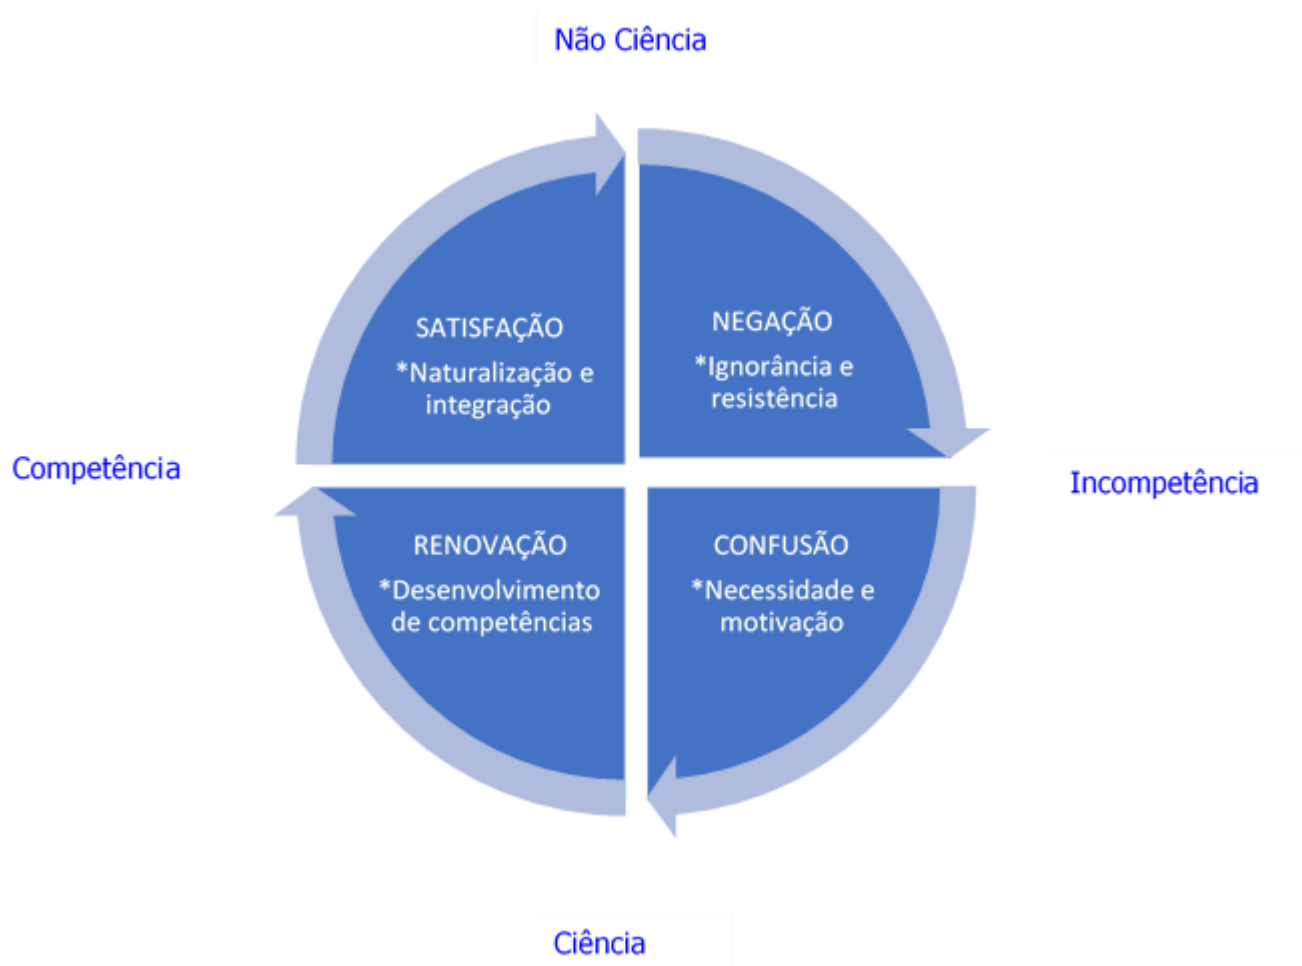 Não Ciência
SATISFAÇÃO
*Naturalização e
integração
NEGAÇÃO
*Ignorância e
resistência
Competência
Incompetência
RENOVAÇÃO
*Desenvolvimento
de competências
CONFUSÃO
*Necessidade e
motivação
Ciência